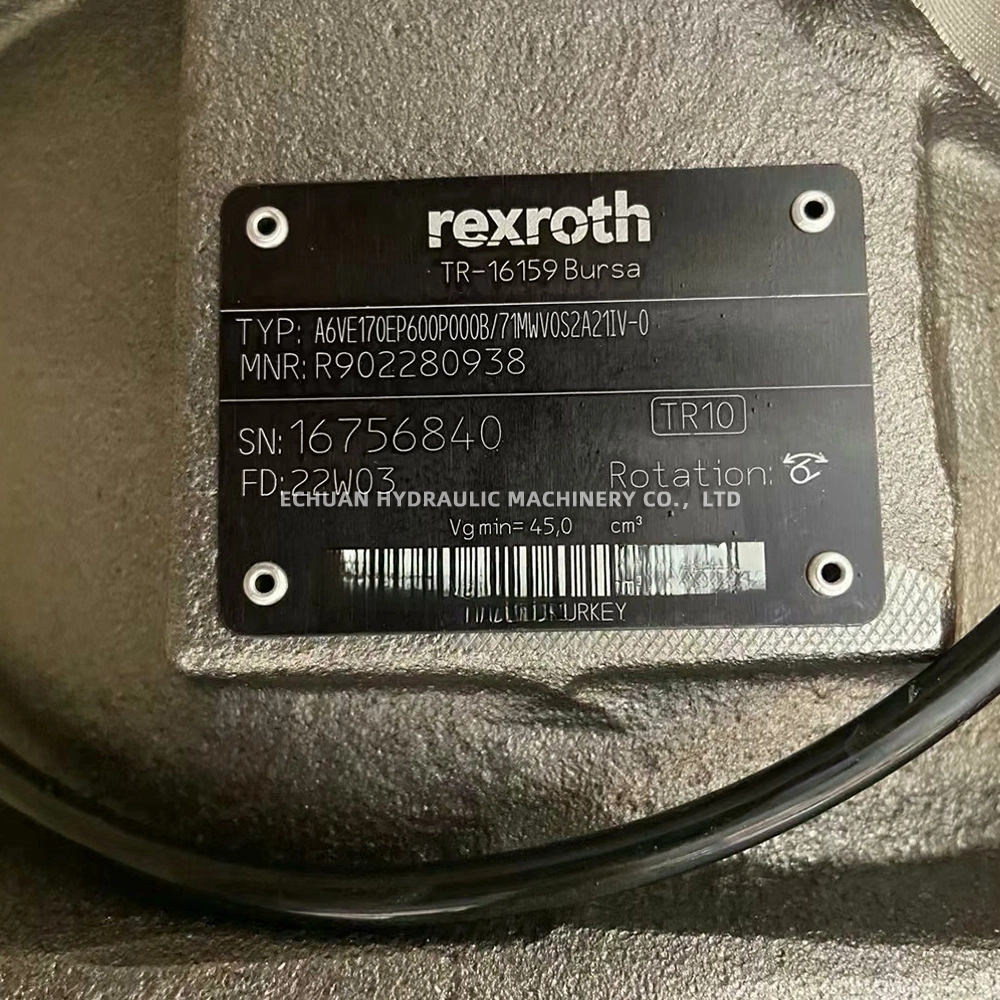 rexroth
TR-16159 Bursa
TYP: A6VE170EP600P000B/71MWV0S2A21IV-0
MNR: R902280938
TR10
SN: 16756840
FD: 22W03
Rotation:
ECHUAN HYDRAULIC MACHINERY CO., LTD
Vg min= 45,0 cm³